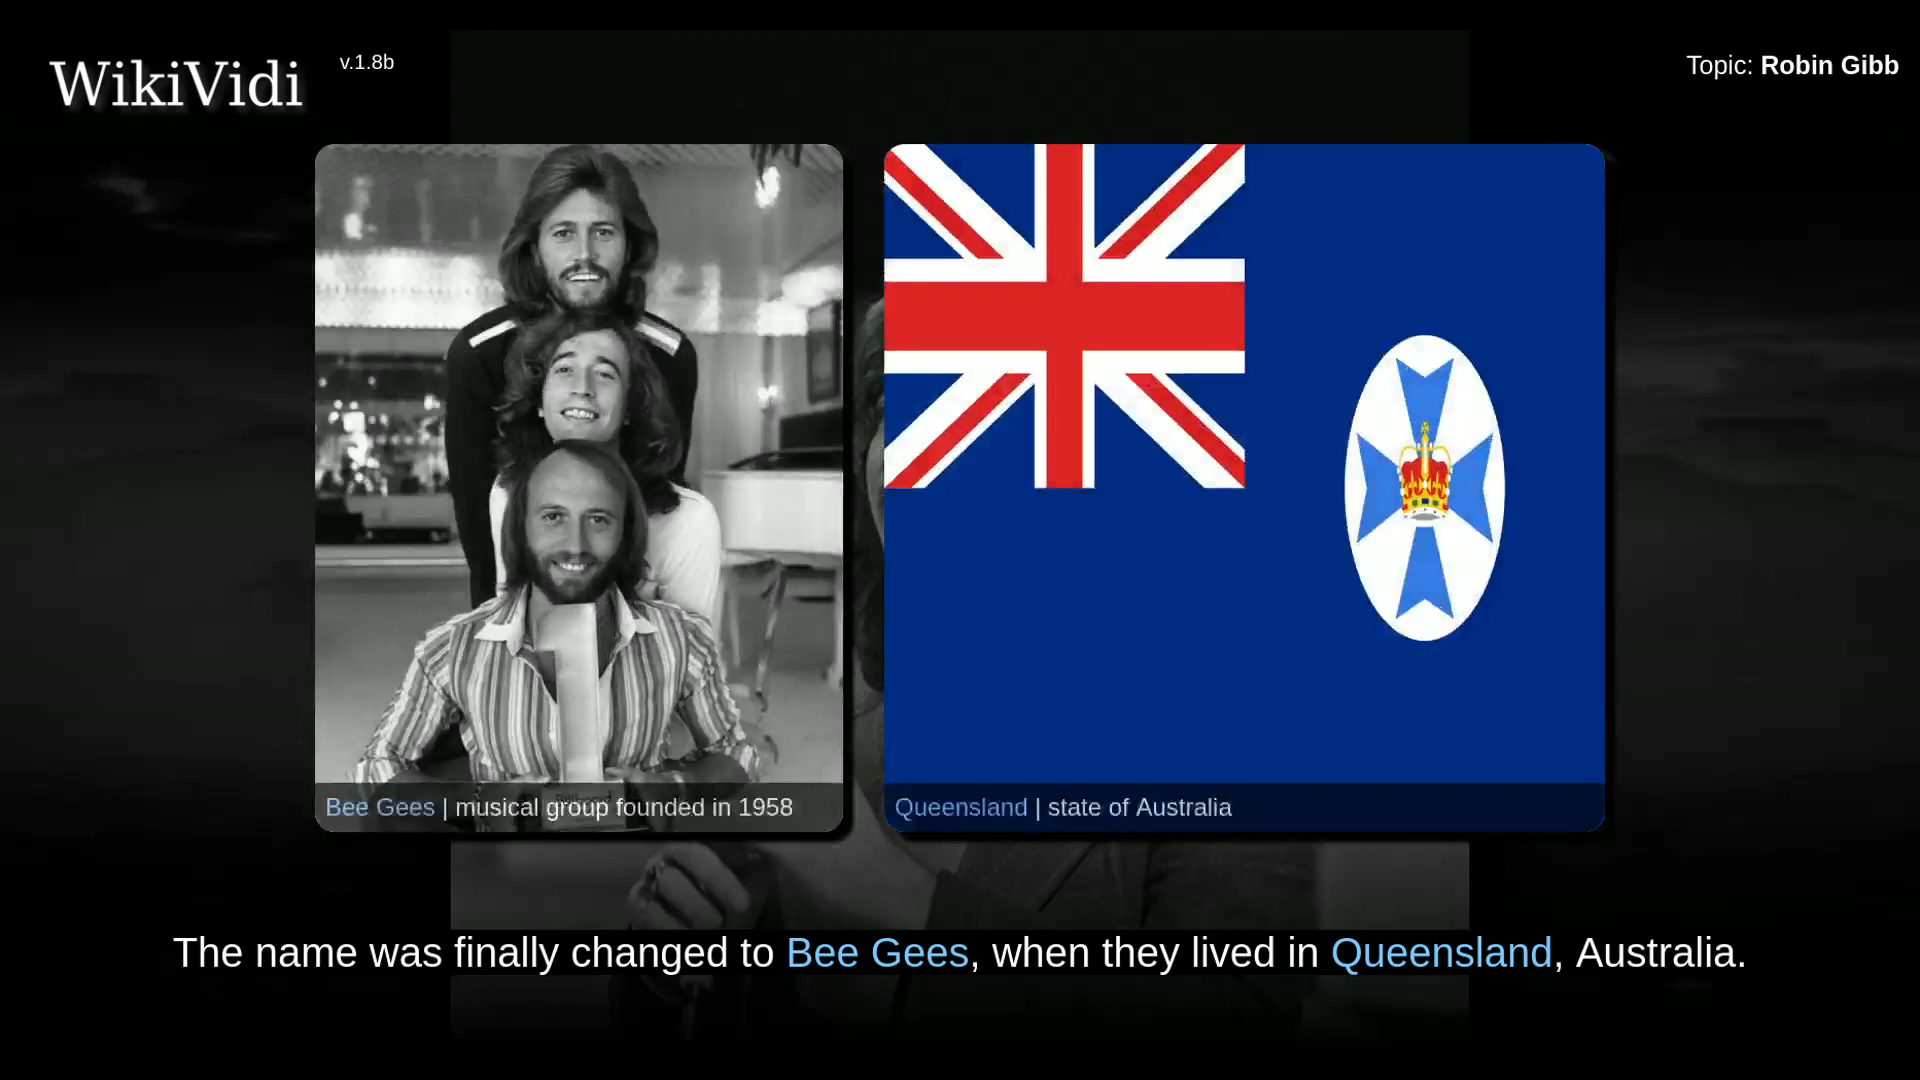 WikiVidi
v.1.8b
Topic: Robin Gibb
Bee Gees | musical group founded in 1958
Queensland | state of Australia
The name was finally changed to Bee Gees, when they lived in Queensland, Australia.